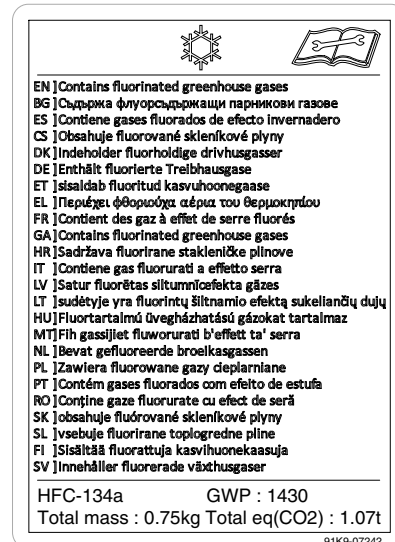 EN ]Contains fluorinated greenhouse gases
BG ]Съдържа флуорсъдържащи парникови газове
ES ]Contiene gases fluorados de efecto invernadero
CS ]Obsahuje fluorované skleníkové plyny
DK ]Indeholder fluorholdige drivhusgasser
DE ]Enthält fluorierte Treibhausgase
ET ]sisaldab fluoritud kasvuhoonegaase
EL ]Περιέχει φθοριούχα αέρια του θερμοκηπίου
FR ]Contient des gaz à effet de serre fluorés
GA]Contains fluorinated greenhouse gases
HR]Sadržava fluorirane stakleničke plinove
IT ]Contiene gas fluorurati a effetto serra
LV ]Satur fluorētas siltumnīcefekta gāzes
LT ]sudėtyje yra fluorintų šiltnamio efektą sukeliančių dujų
HU]Fluortartalmú üvegházhatású gázokat tartalmaz
MT]Fih gassijiet fluworurati b'effett ta' serra
NL ]Bevat gefluoreerde broeikasgassen
PL ]Zawiera fluorowane gazy cieplarniane
PT ]Contém gases fluorados com efeito de estufa
RO]Conține gaze fluorurate cu efect de seră
SK ]obsahuje fluórované skleníkové plyny
SL ]vsebuje fluorirane toplogredne pline
FI ]Sisältää fluorattuja kasvihuonekaasuja
SV ]Innehåller fluorerade växthusgaser
HFC-134a GWP : 1430
Total mass : 0.75kg Total eq(CO2) : 1.07t
91K9-07242